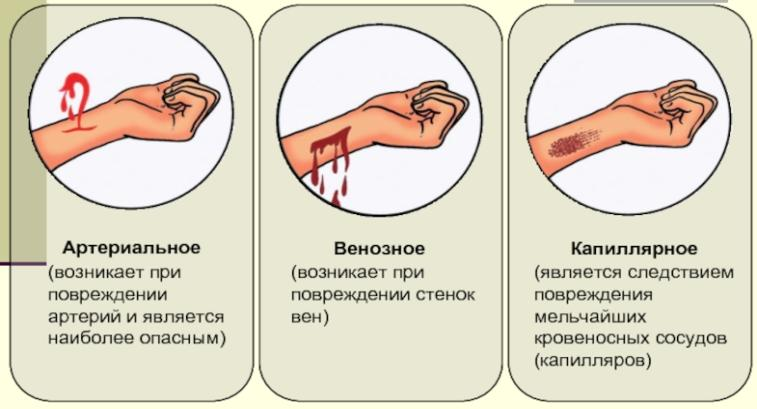 Артериальное
(возникает при
повреждении
артерий и является
наиболее опасным)
Венозное
(возникает при
повреждении стенок
вен)
Капиллярное
(является следствием
повреждения
мельчайших
кровеносных сосудов
(капилляров)